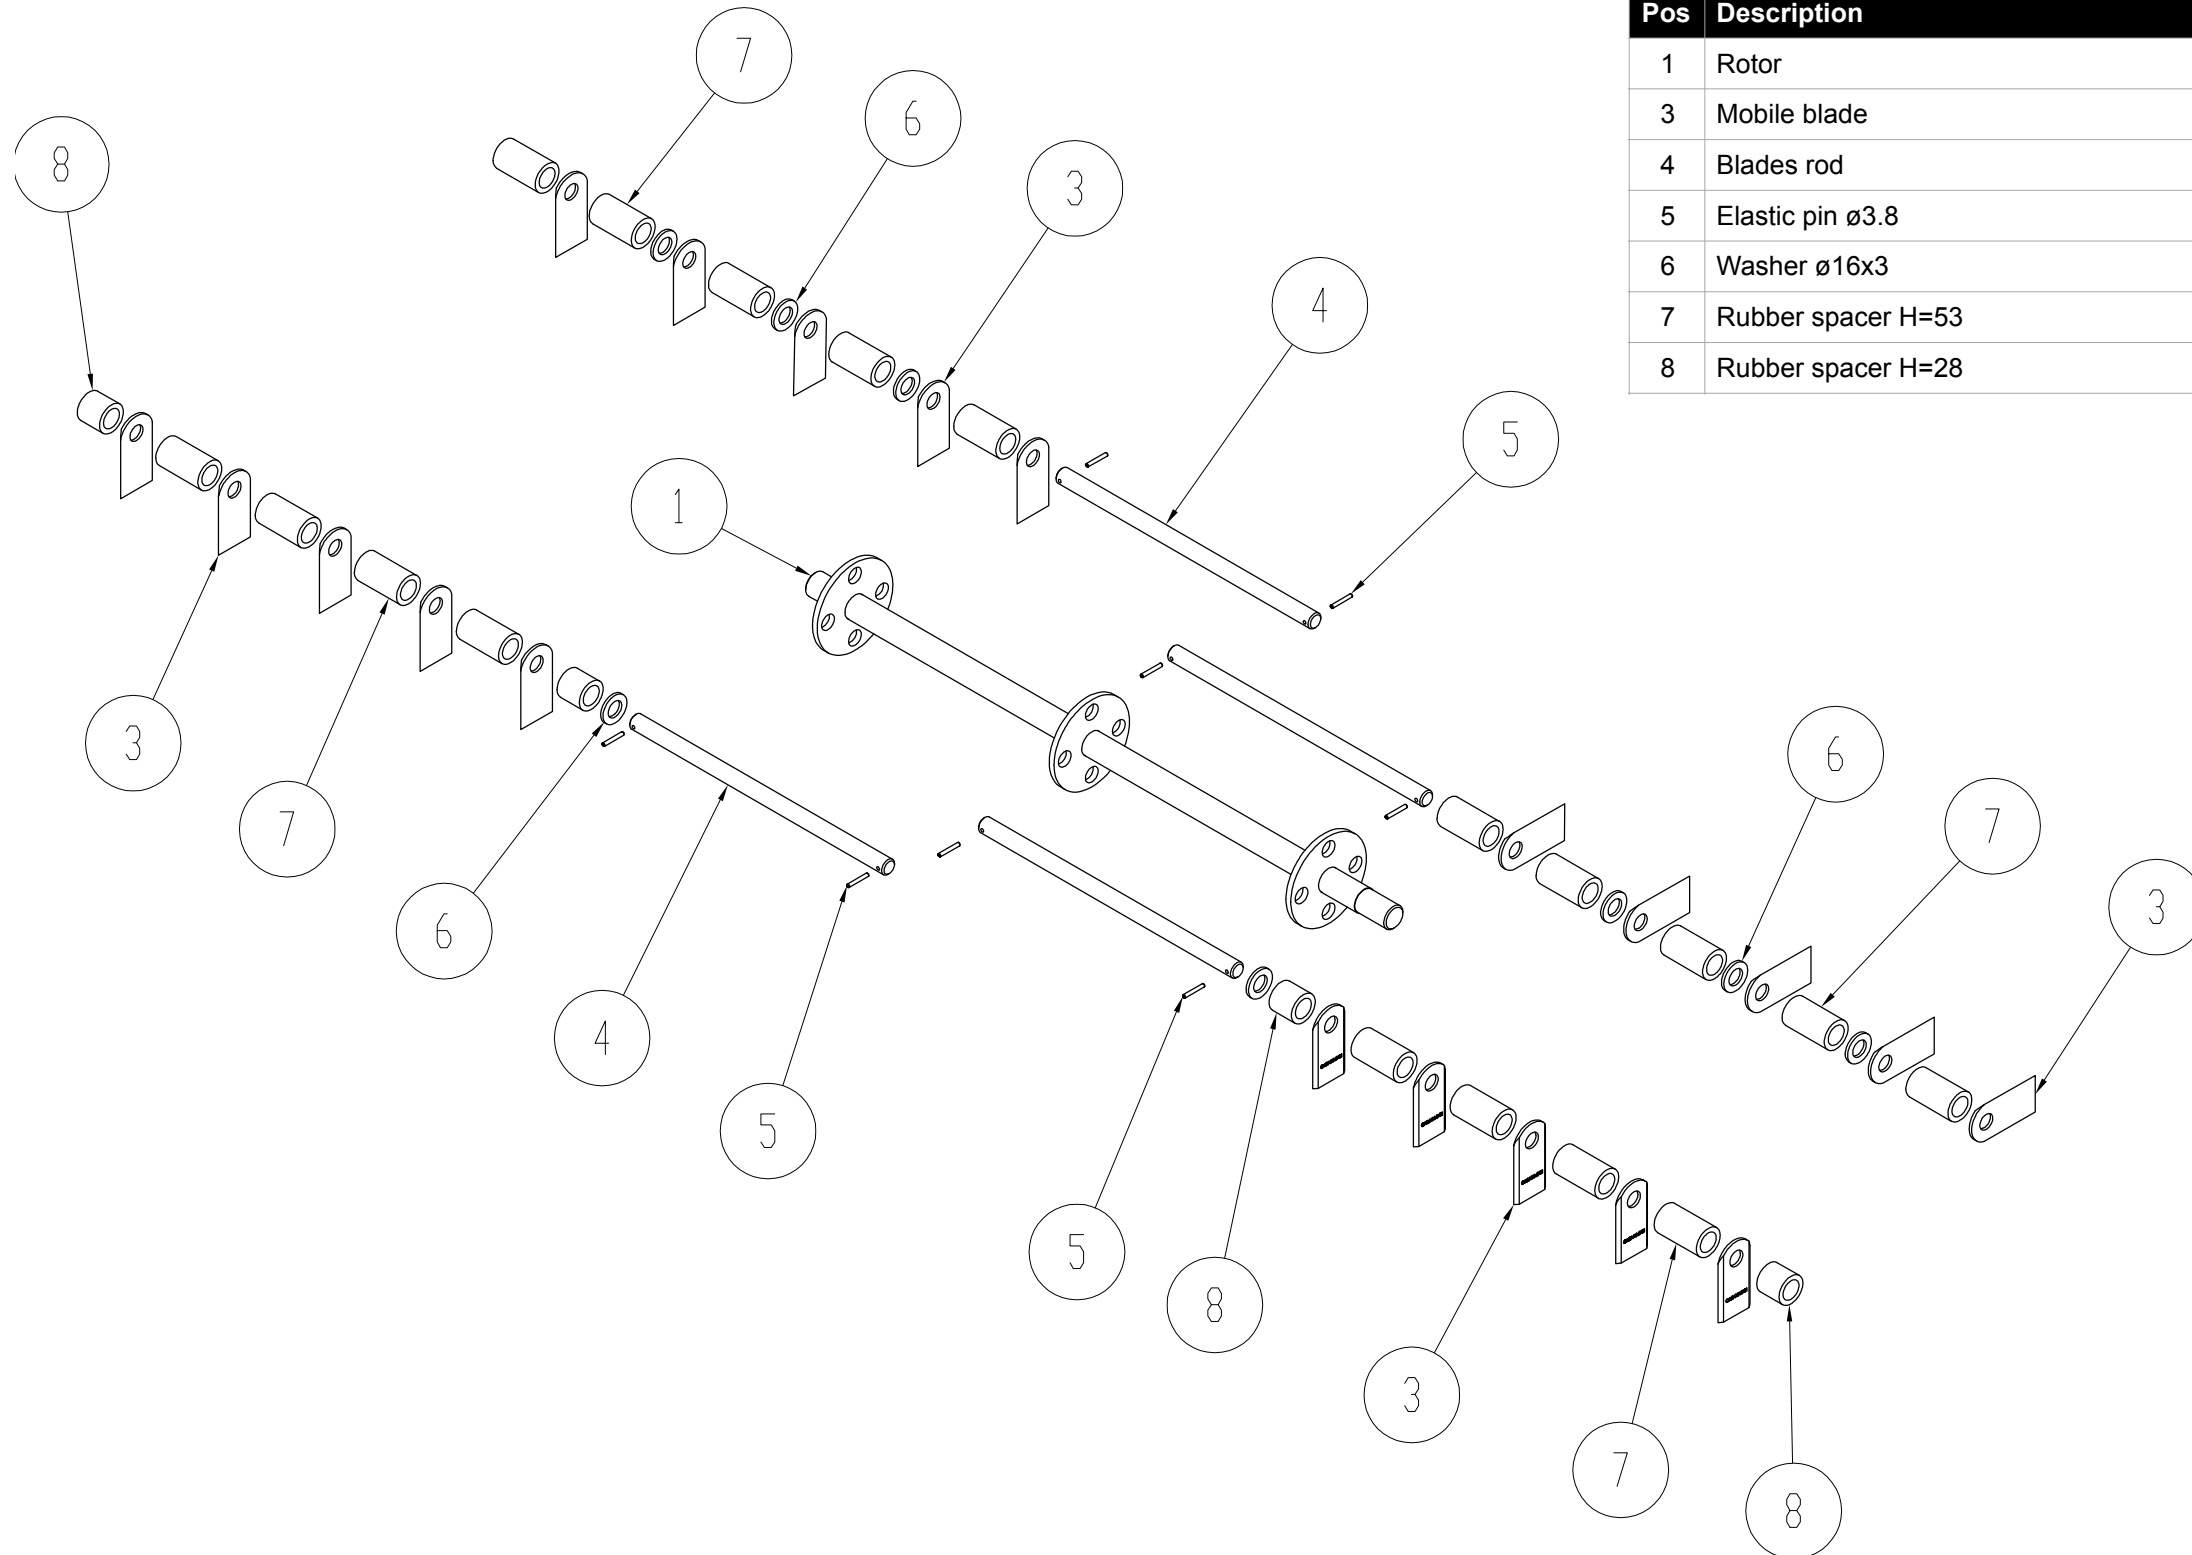 Pos Description
1 Rotor
3 Mobile blade
4 Blades rod
5 Elastic pin ø3.8
6 Washer ø16x3
7 Rubber spacer H=53
8 Rubber spacer H=28
7
6
3
8
4
5
1
6
7
3
3
7
6
4
5
5
8
3
7
8